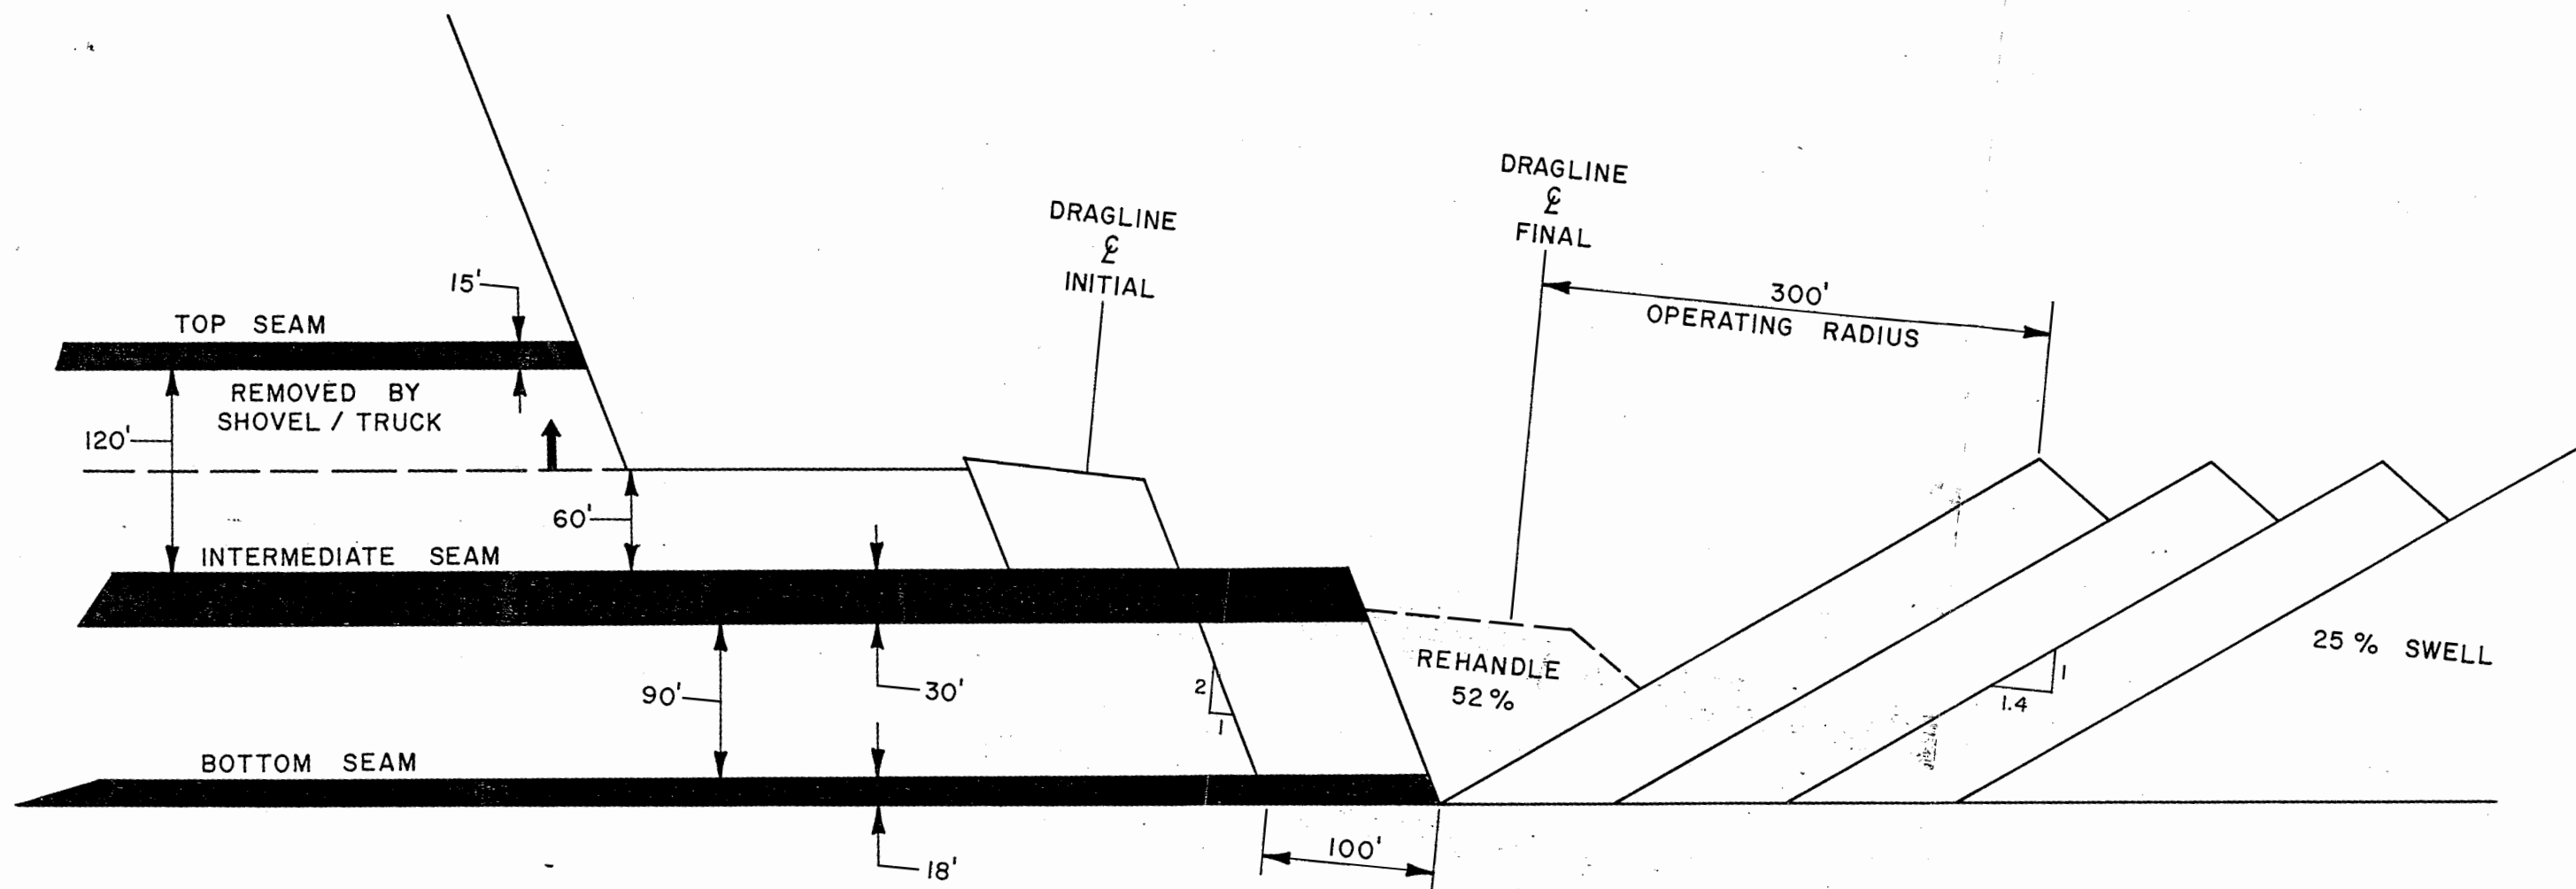 DRAGLINE
℄
FINAL
DRAGLINE
℄
INITIAL
300'
OPERATING RADIUS
15'
TOP SEAM
REMOVED BY
SHOVEL / TRUCK
120'
60'
INTERMEDIATE SEAM
REHANDLE
52%
25% SWELL
90'
30'
2
1
1
1.4
BOTTOM SEAM
100'
18'